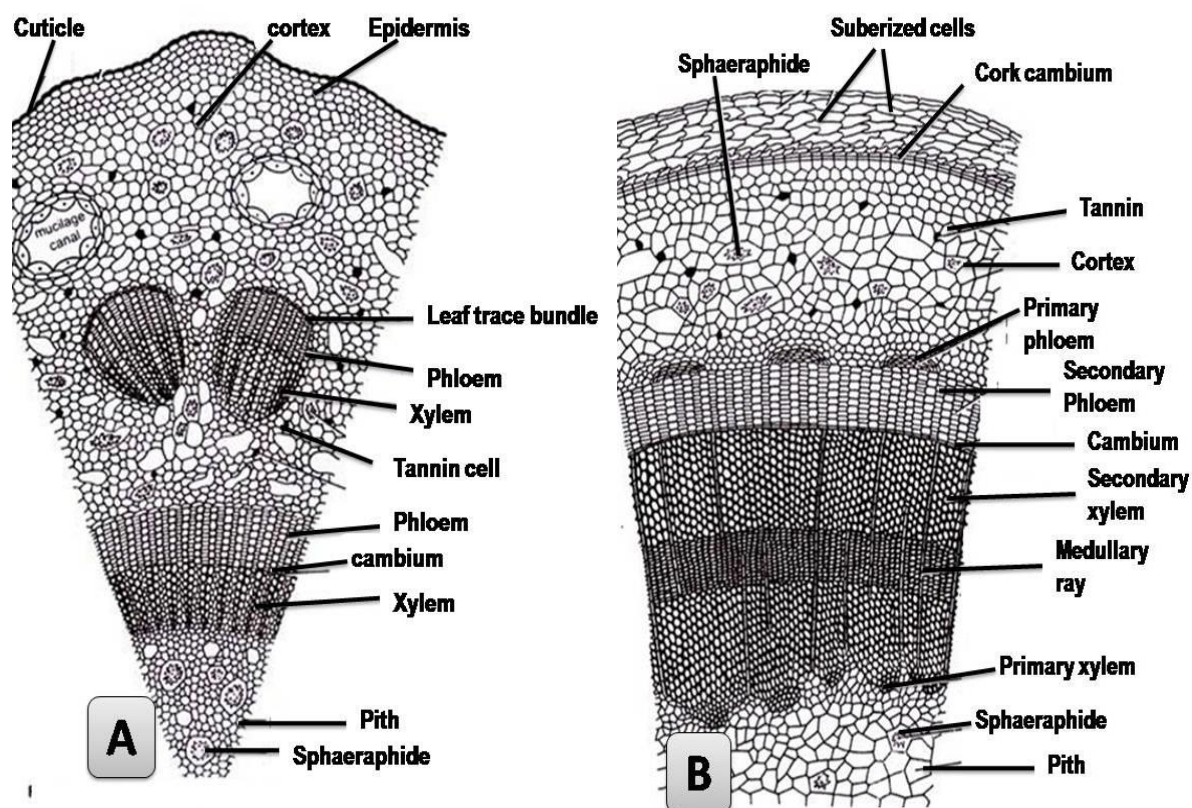 Cuticle
cortex
Epidermis
mucilage
canal
Leaf trace bundle
Phloem
Xylem
Tannin cell
Phloem
cambium
Xylem
Pith
Sphaeraphide
A
Suberized cells
Sphaeraphide
Cork cambium
Tannin
Cortex
Primary
phloem
Secondary
Phloem
Cambium
Secondary
xylem
Medullary
ray
Primary xylem
Sphaeraphide
Pith
B